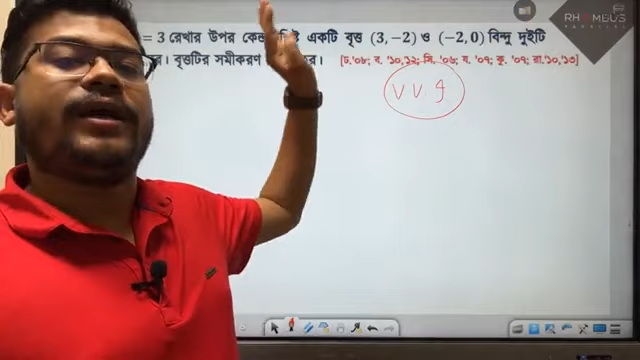 RHOMBUS
PARALLEL
= 3 রেখার উপর একটি বৃত্ত (3, −2) ও (−2, 0) বিন্দু দুইটি
র। বৃত্তটির সমীকরণ র। [ঢ.'০৮; ব. '১০,'১২; সি. '০৬; য. '০৭; কু. '০৭; রা.'১০,'১৩]
V V